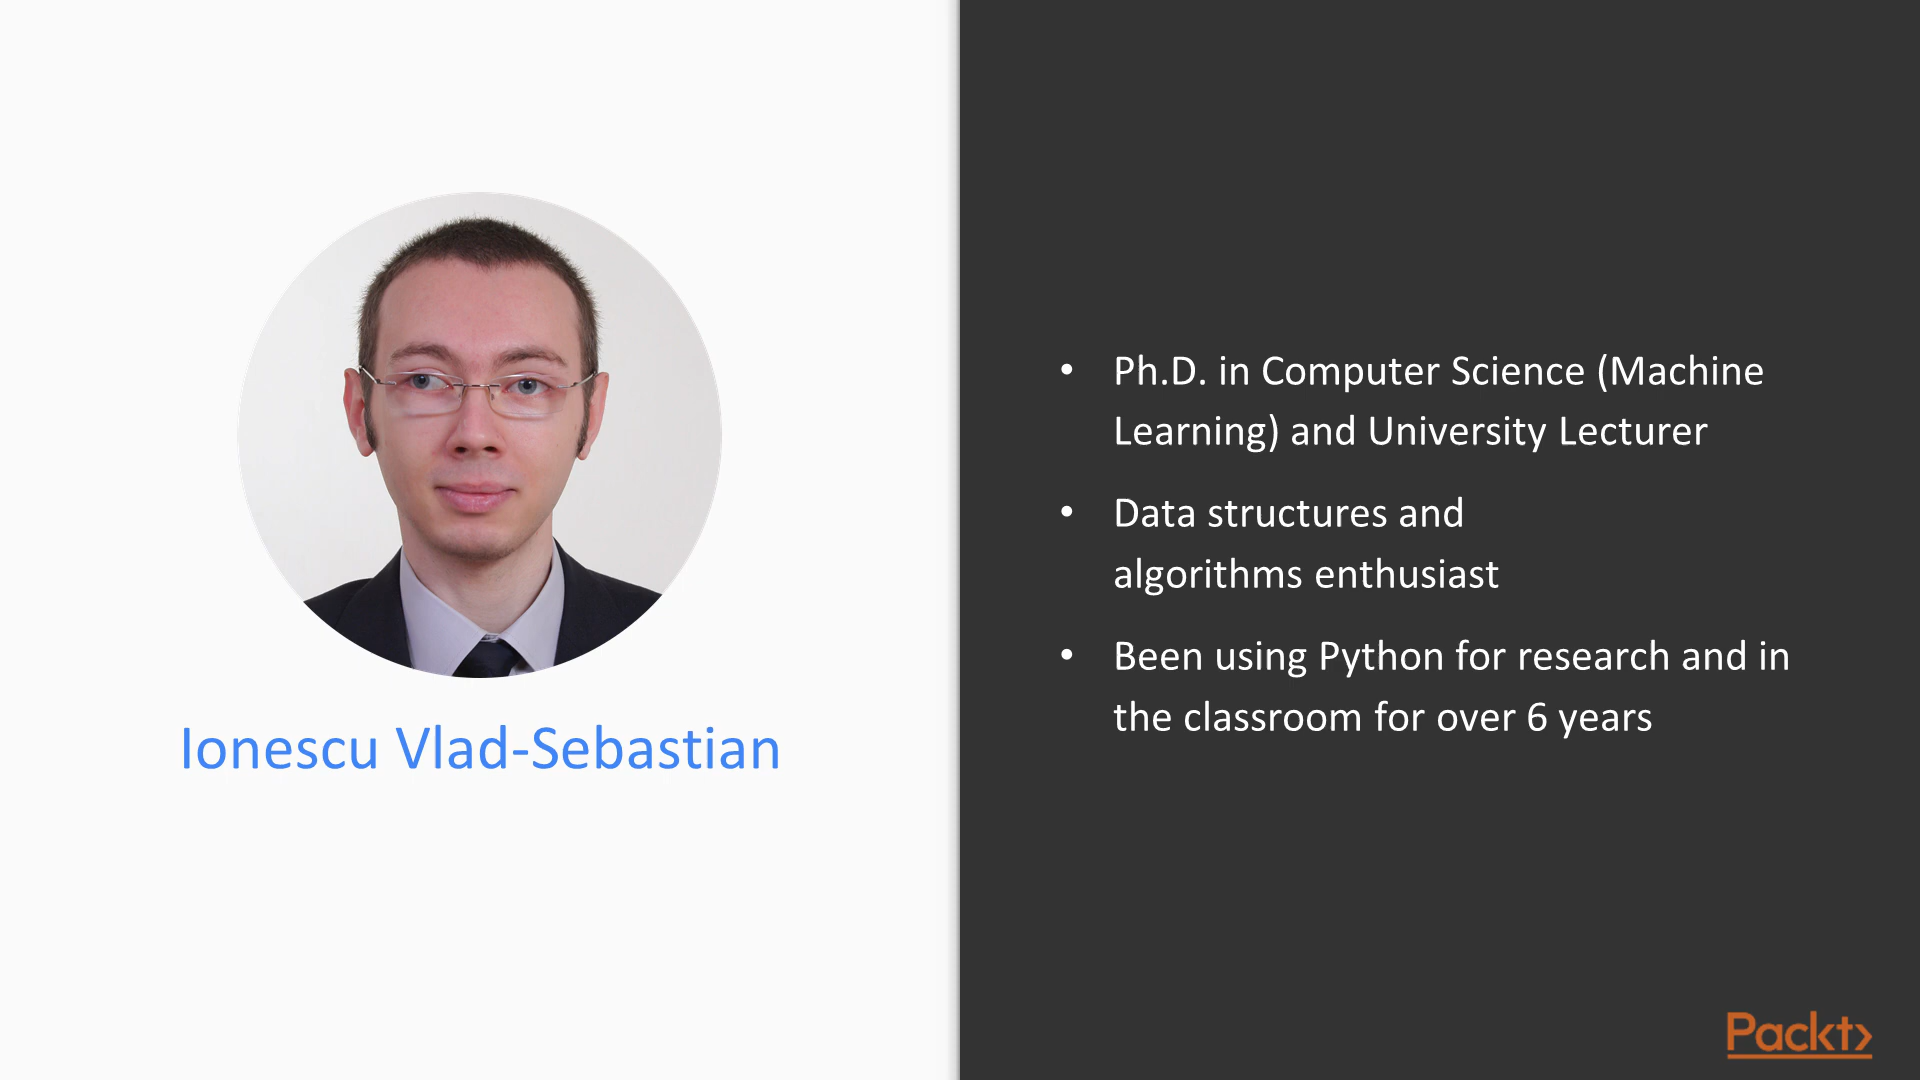 Ionescu Vlad-Sebastian
• Ph.D. in Computer Science (Machine
Learning) and University Lecturer
• Data structures and
algorithms enthusiast
• Been using Python for research and in
the classroom for over 6 years
Packt>